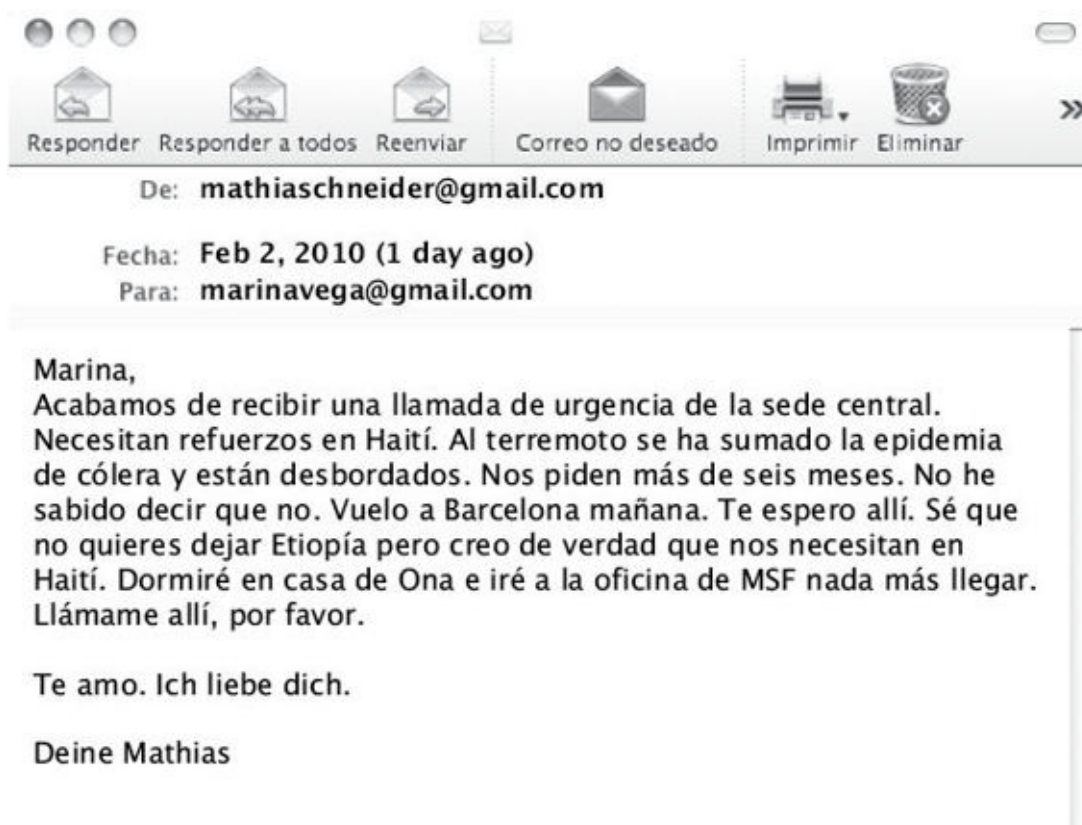 Responder Responder a todos Reenviar Correo no deseado Imprimir Eliminar
De: mathiaschneider@gmail.com
Fecha: Feb 2, 2010 (1 day ago)
Para: marinavega@gmail.com
Marina,
Acabamos de recibir una llamada de urgencia de la sede central.
Necesitan refuerzos en Haití. Al terremoto se ha sumado la epidemia
de cólera y están desbordados. Nos piden más de seis meses. No he
sabido decir que no. Vuelo a Barcelona mañana. Te espero allí. Sé que
no quieres dejar Etiopía pero creo de verdad que nos necesitan en
Haití. Dormiré en casa de Ona e iré a la oficina de MSF nada más llegar.
Llámame allí, por favor.
Te amo. Ich liebe dich.
Deine Mathias